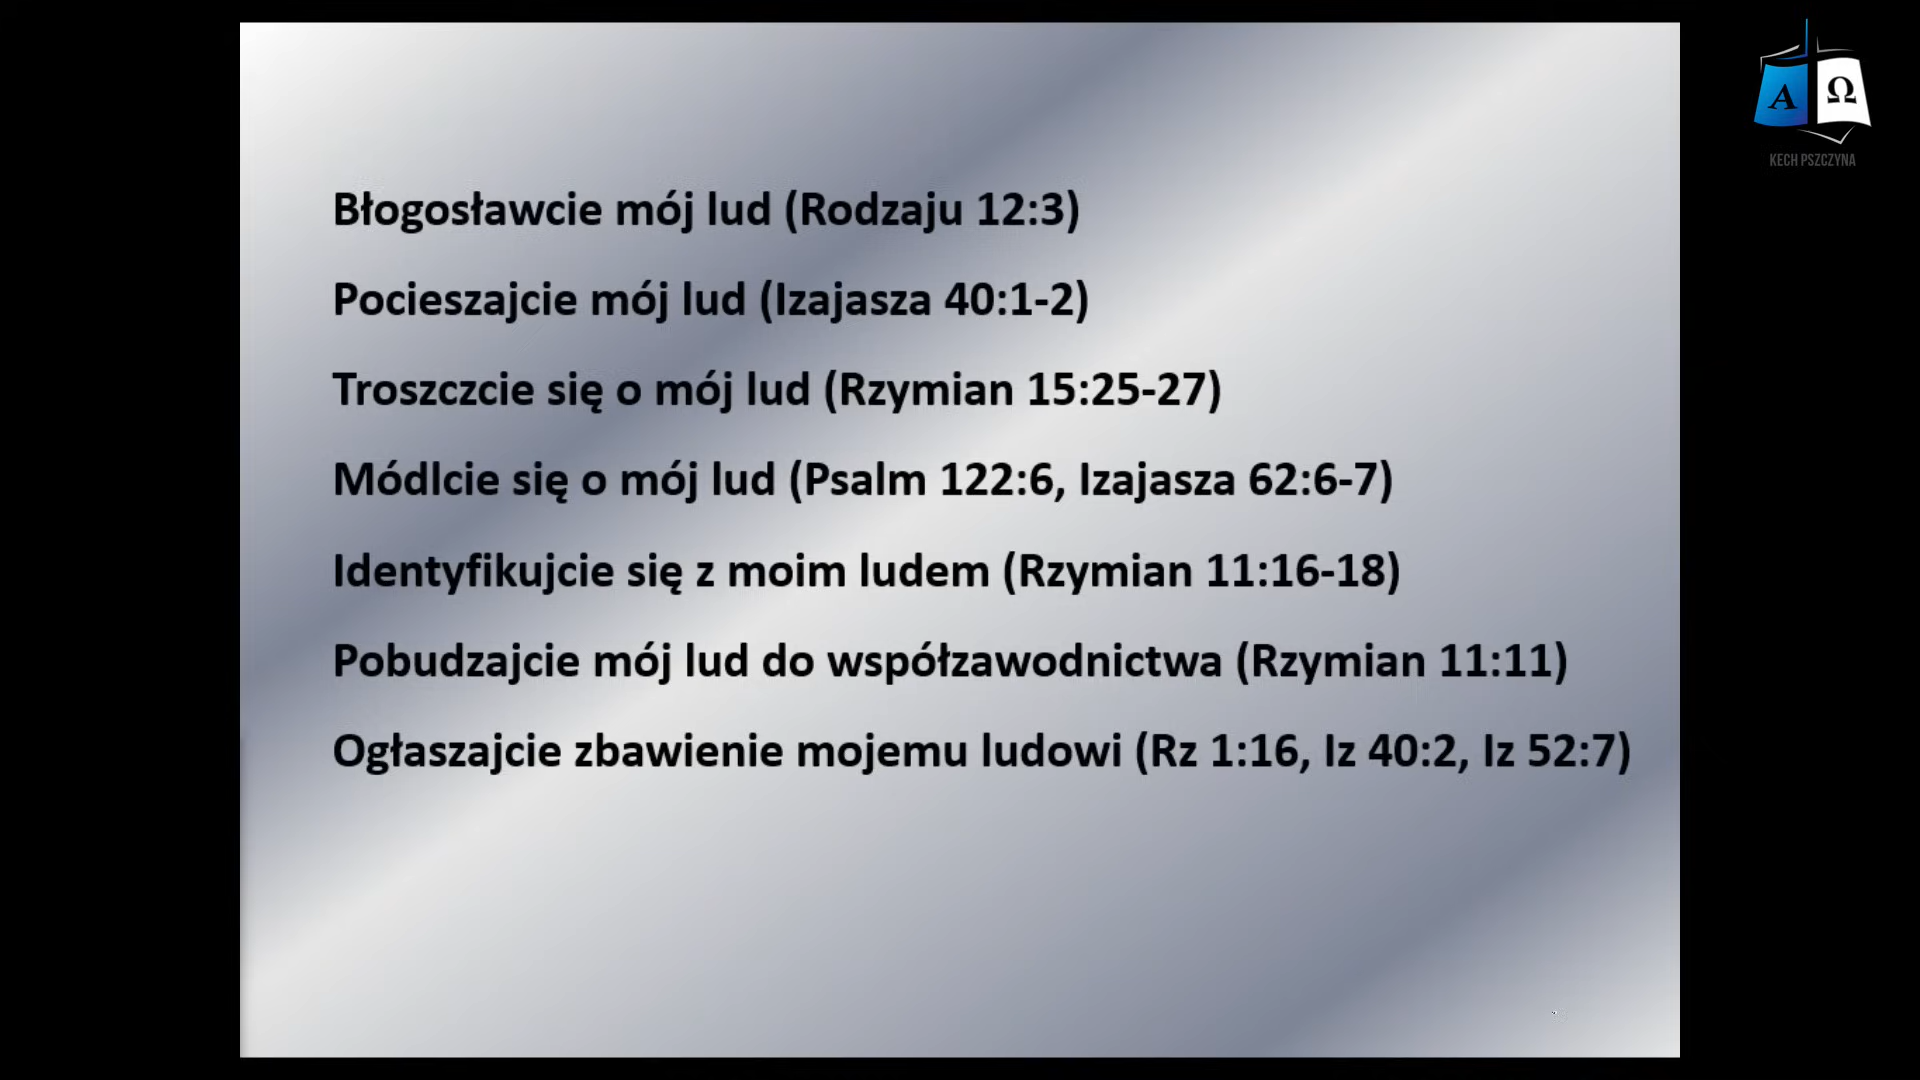 Błogosławcie mój lud (Rodzaju 12:3)
Pocieszajcie mój lud (Izajasza 40:1-2)
Troszczcie się o mój lud (Rzymian 15:25-27)
Módlcie się o mój lud (Psalm 122:6, Izajasza 62:6-7)
Identyfikujcie się z moim ludem (Rzymian 11:16-18)
Pobudzajcie mój lud do współzawodnictwa (Rzymian 11:11)
Ogłaszajcie zbawienie mojemu ludowi (Rz 1:16, Iz 40:2, Iz 52:7)
Α Ω
KECH PSZCZYNA